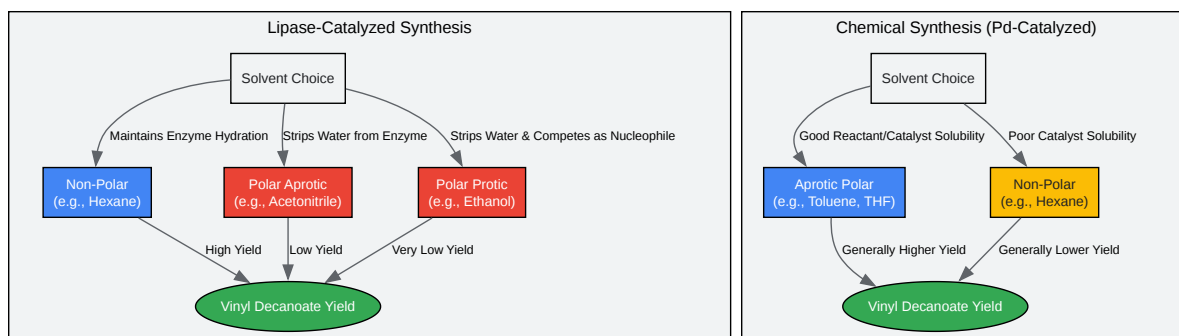 Lipase-Catalyzed Synthesis
Solvent Choice
Maintains Enzyme Hydration
Strips Water from Enzyme
Strips Water & Competes as Nucleophile
Non-Polar
(e.g., Hexane)
Polar Aprotic
(e.g., Acetonitrile)
Polar Protic
(e.g., Ethanol)
High Yield
Low Yield
Very Low Yield
Vinyl Decanoate Yield
Chemical Synthesis (Pd-Catalyzed)
Solvent Choice
Good Reactant/Catalyst Solubility
Poor Catalyst Solubility
Aprotic Polar
(e.g., Toluene, THF)
Non-Polar
(e.g., Hexane)
Generally Higher Yield
Generally Lower Yield
Vinyl Decanoate Yield